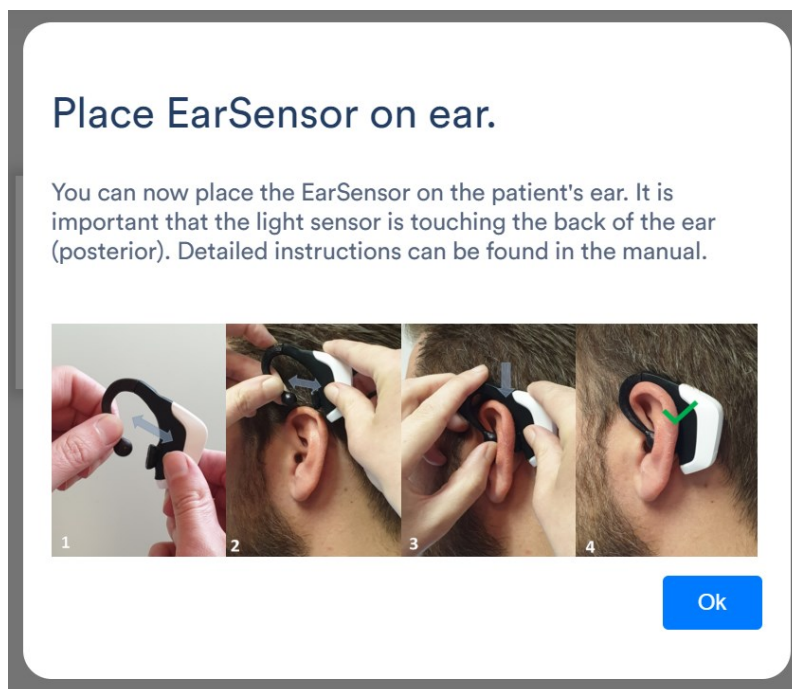 Place EarSensor on ear.
You can now place the EarSensor on the patient's ear. It is
important that the light sensor is touching the back of the ear
(posterior). Detailed instructions can be found in the manual.
1
2
3
4
Ok